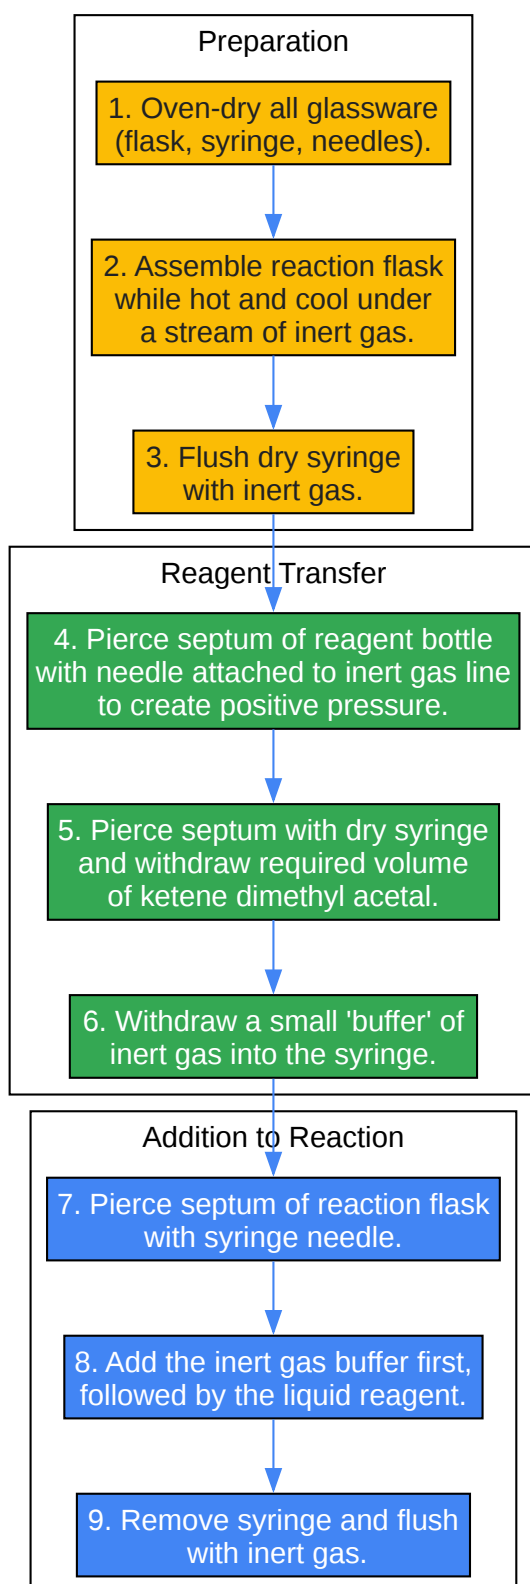 Preparation
1. Oven-dry all glassware
(flask, syringe, needles).
2. Assemble reaction flask
while hot and cool under
a stream of inert gas.
3. Flush dry syringe
with inert gas.
Reagent Transfer
4. Pierce septum of reagent bottle
with needle attached to inert gas line
to create positive pressure.
5. Pierce septum with dry syringe
and withdraw required volume
of ketene dimethyl acetal.
6. Withdraw a small 'buffer' of
inert gas into the syringe.
Addition to Reaction
7. Pierce septum of reaction flask
with syringe needle.
8. Add the inert gas buffer first,
followed by the liquid reagent.
9. Remove syringe and flush
with inert gas.